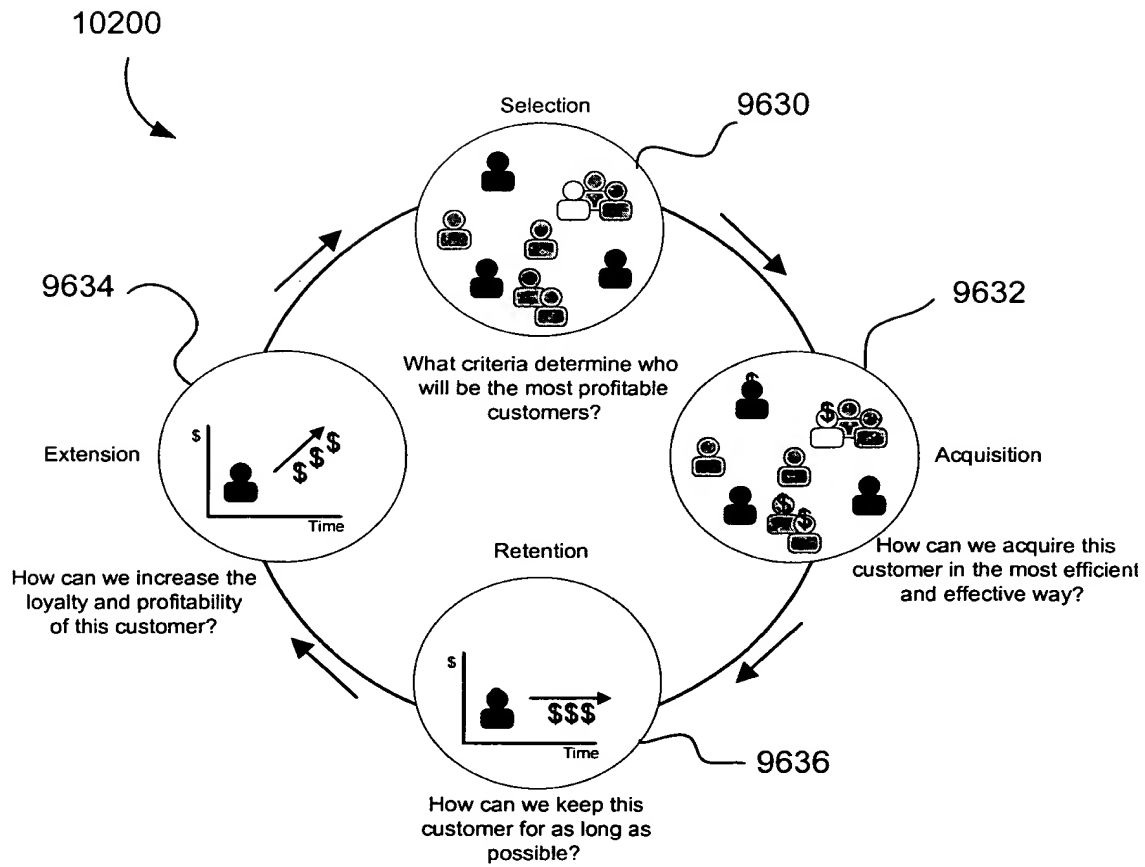 10200
Selection
9630
What criteria determine who
will be the most profitable
customers?
9632
$
$
$
$
Acquisition
How can we acquire this
customer in the most efficient
and effective way?
9634
Extension
$
$ $ $
Time
How can we increase the
loyalty and profitability
of this customer?
Retention
$
$$$
Time
9636
How can we keep this
customer for as long as
possible?